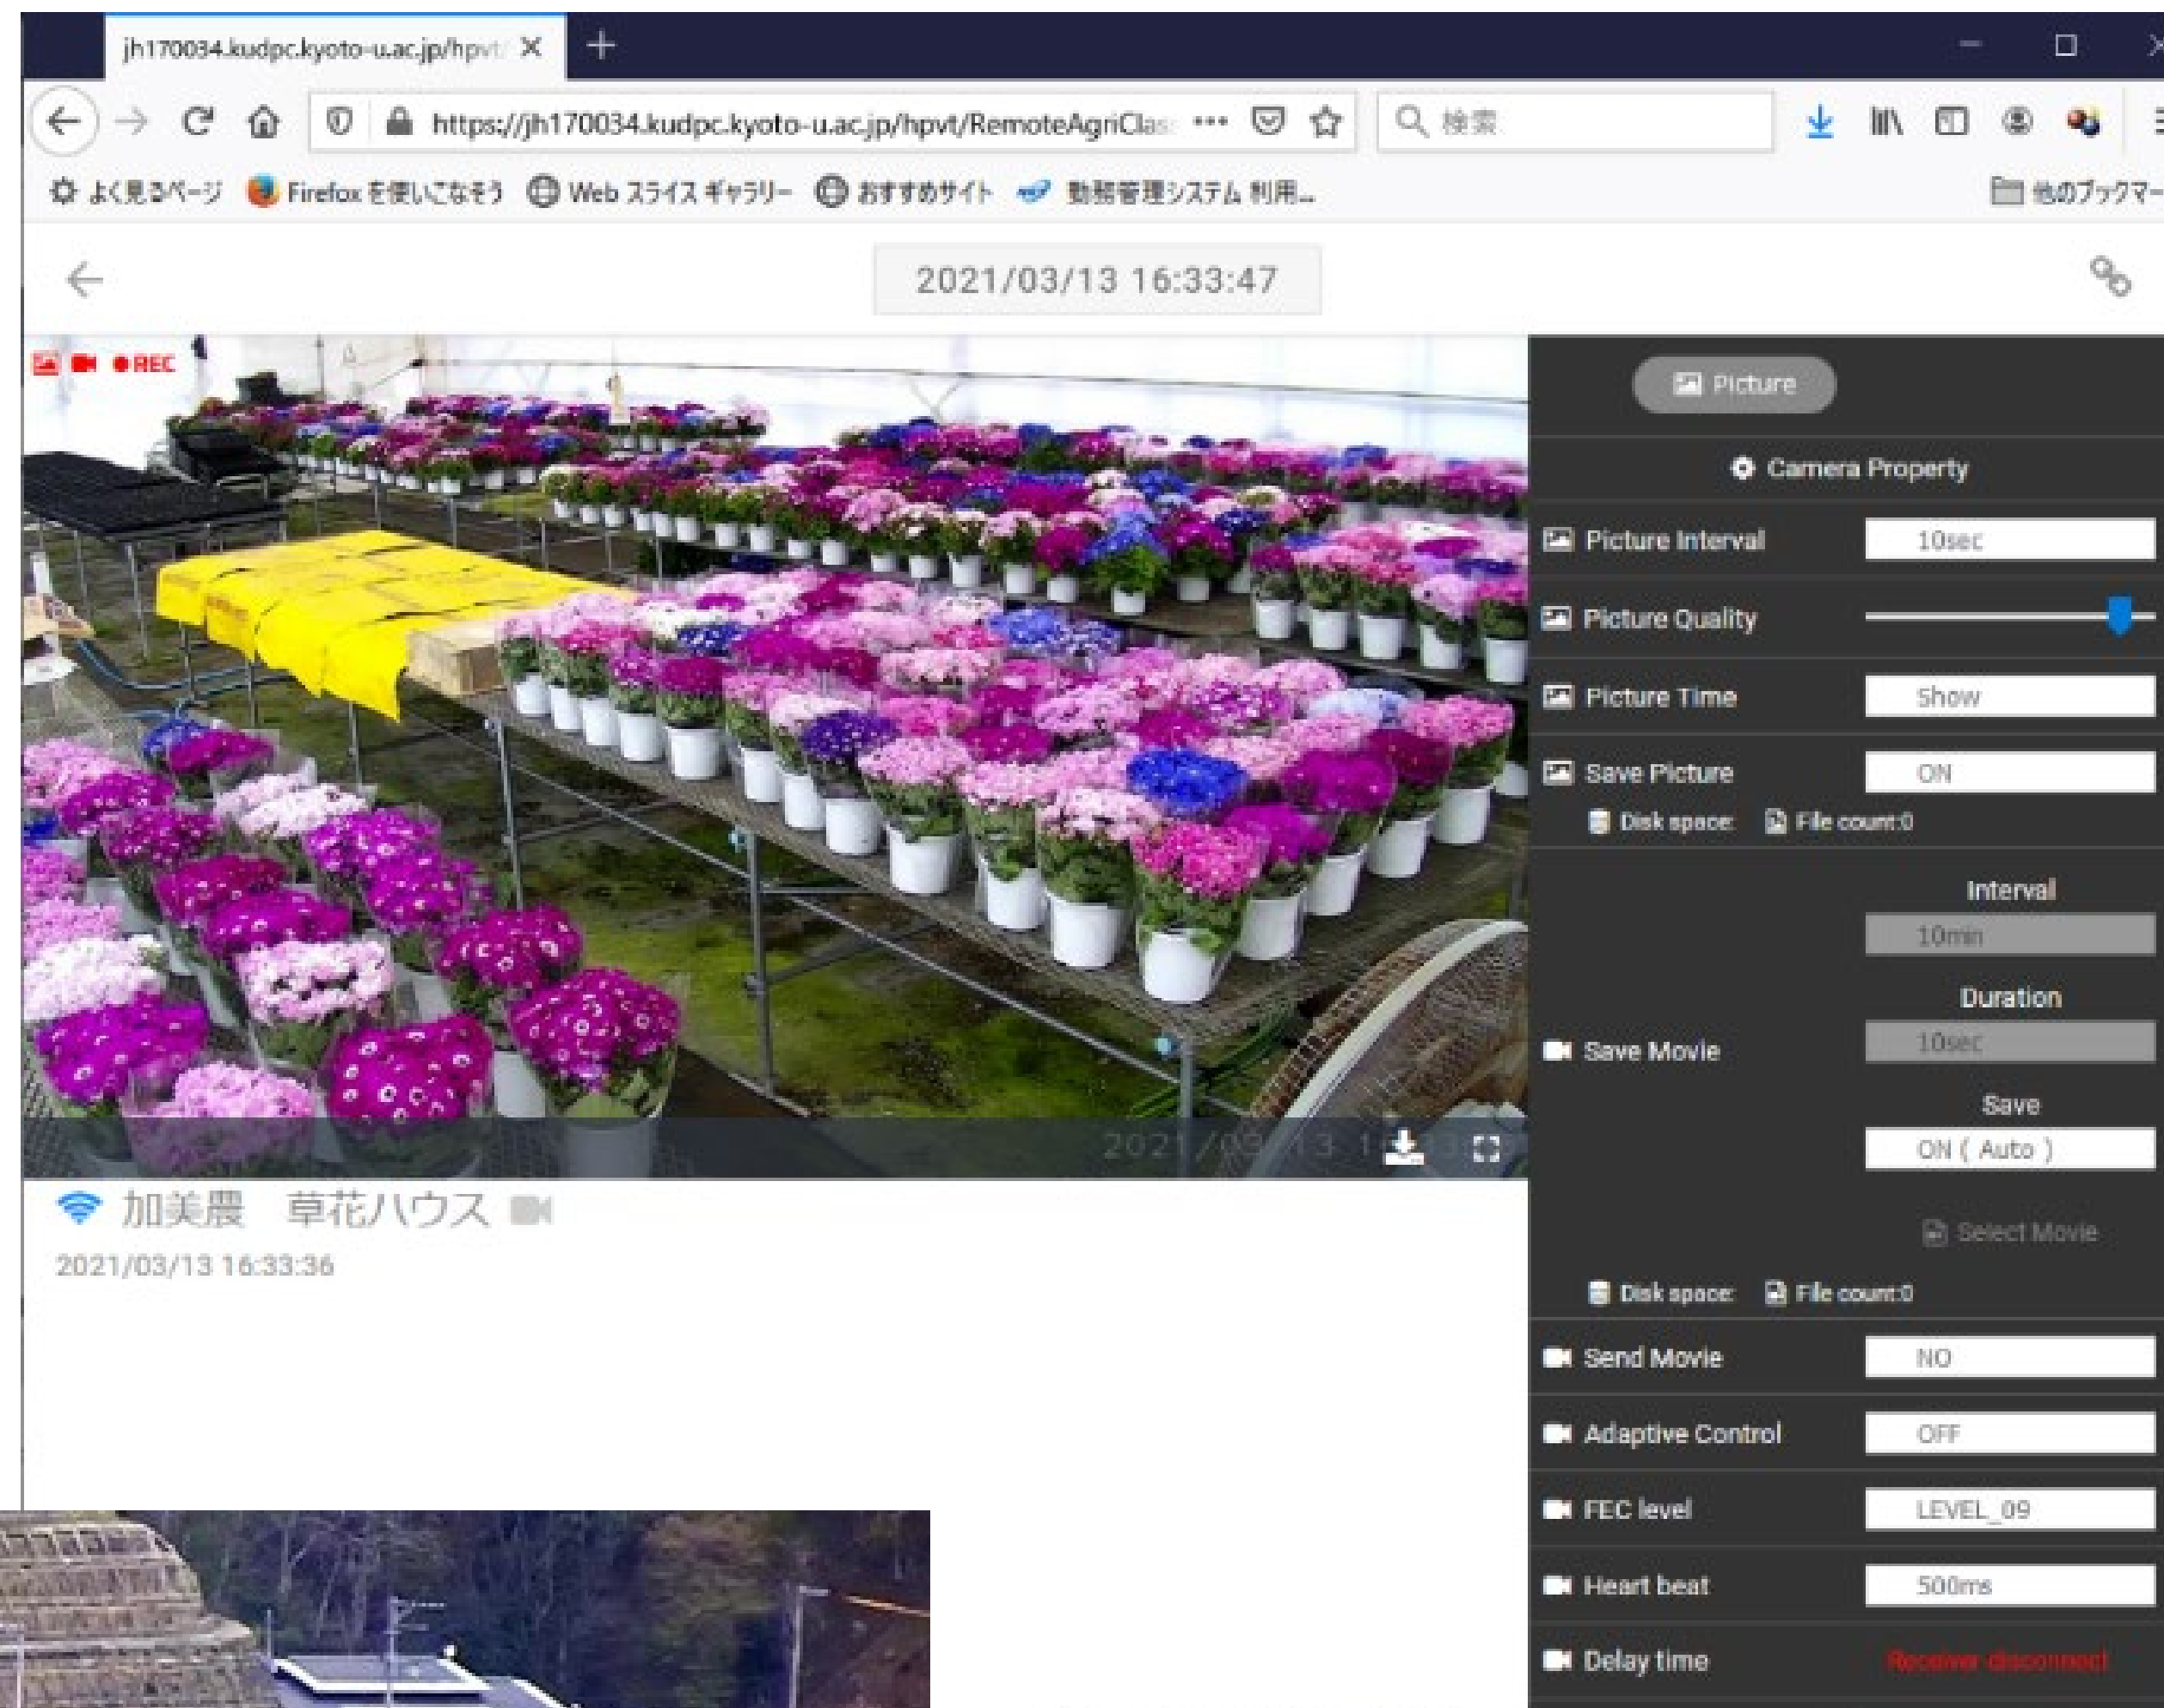 jh170034.kudpc.kyoto-u.ac.jp/hpvt/
https://jh170034.kudpc.kyoto-u.ac.jp/hpvt/RemoteAgriClas
検索
よく見るページ Firefox を使いこなそう Web スライス ギャラリー おすすめサイト 勤務管理システム 利用...
他のブックマー
2021/03/13 16:33:47
REC
Picture
Camera Property
Picture Interval 10sec
Picture Quality
Picture Time Show
Save Picture ON
Disk space: File count:0
Interval
10min
Duration
10sec
Save Movie
Save
ON ( Auto )
Select Movie
Disk space: File count:0
Send Movie NO
Adaptive Control OFF
FEC level LEVEL_09
Heart beat 500ms
Delay time Receiver disconnect
加美農 草花ハウス
2021/03/13 16:33:36